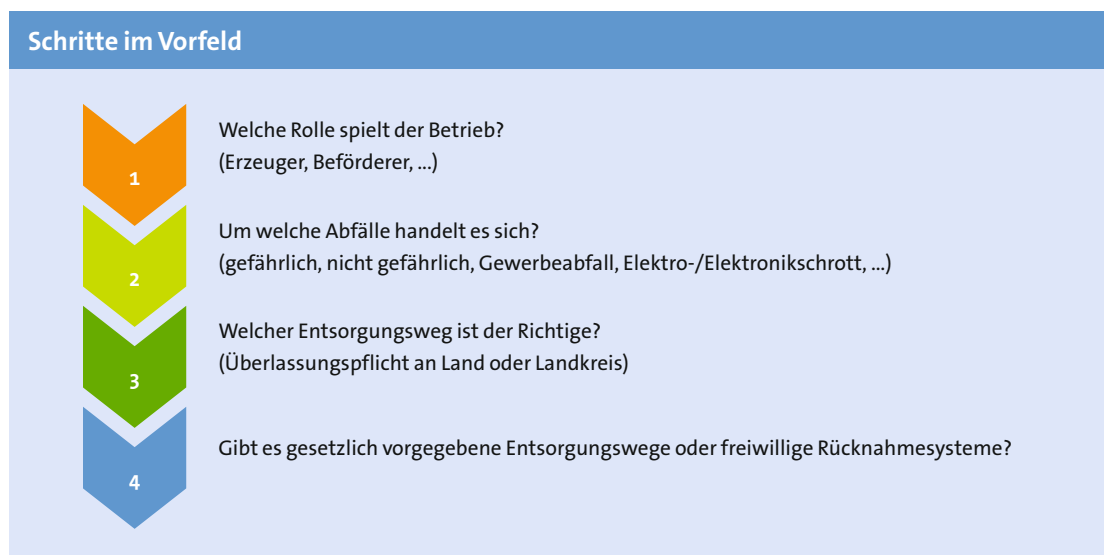 Schritte im Vorfeld
1
Welche Rolle spielt der Betrieb?
(Erzeuger, Beförderer, ...)
2
Um welche Abfälle handelt es sich?
(gefährlich, nicht gefährlich, Gewerbeabfall, Elektro-/Elektronikschrott, ...)
3
Welcher Entsorgungsweg ist der Richtige?
(Überlassungspflicht an Land oder Landkreis)
4
Gibt es gesetzlich vorgegebene Entsorgungswege oder freiwillige Rücknahmesysteme?